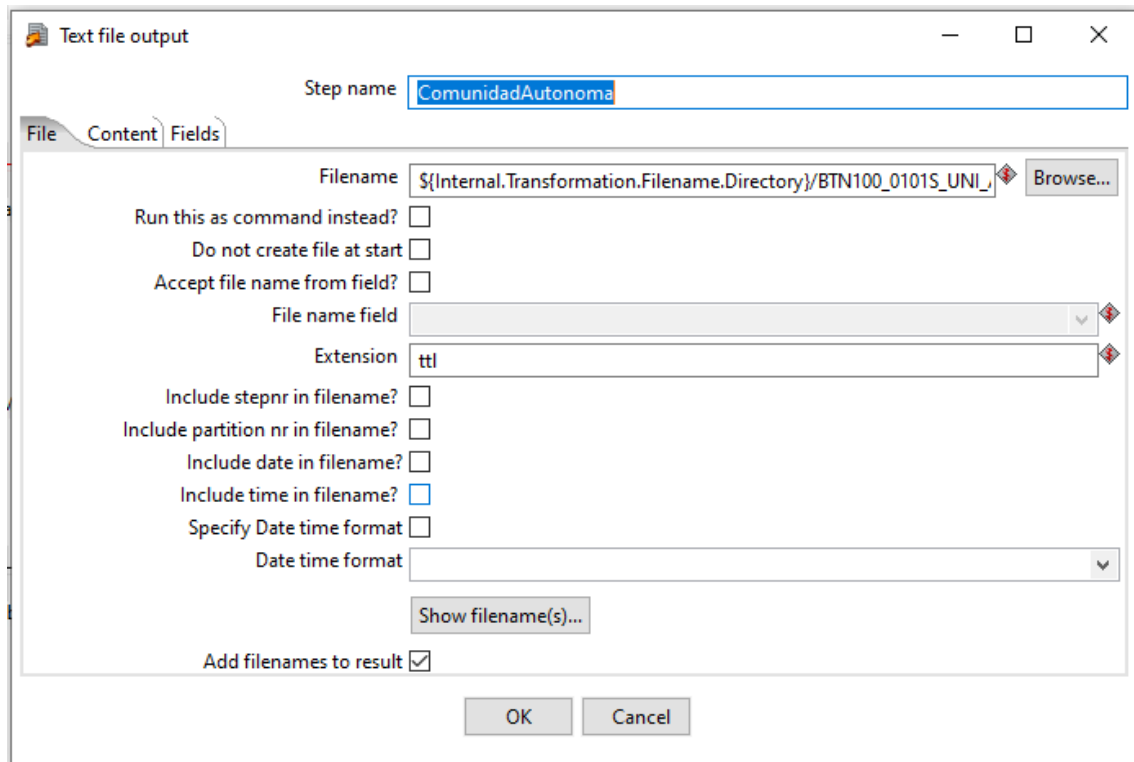 Text file output
Step name ComunidadAutonoma
File Content Fields
Filename ${Internal.Transformation.Filename.Directory}/BTN100_0101S_UNI_ Browse...
Run this as command instead?
Do not create file at start
Accept file name from field?
File name field
Extension ttl
Include stepnr in filename?
Include partition nr in filename?
Include date in filename?
Include time in filename?
Specify Date time format
Date time format
Show filename(s)...
Add filenames to result
OK Cancel